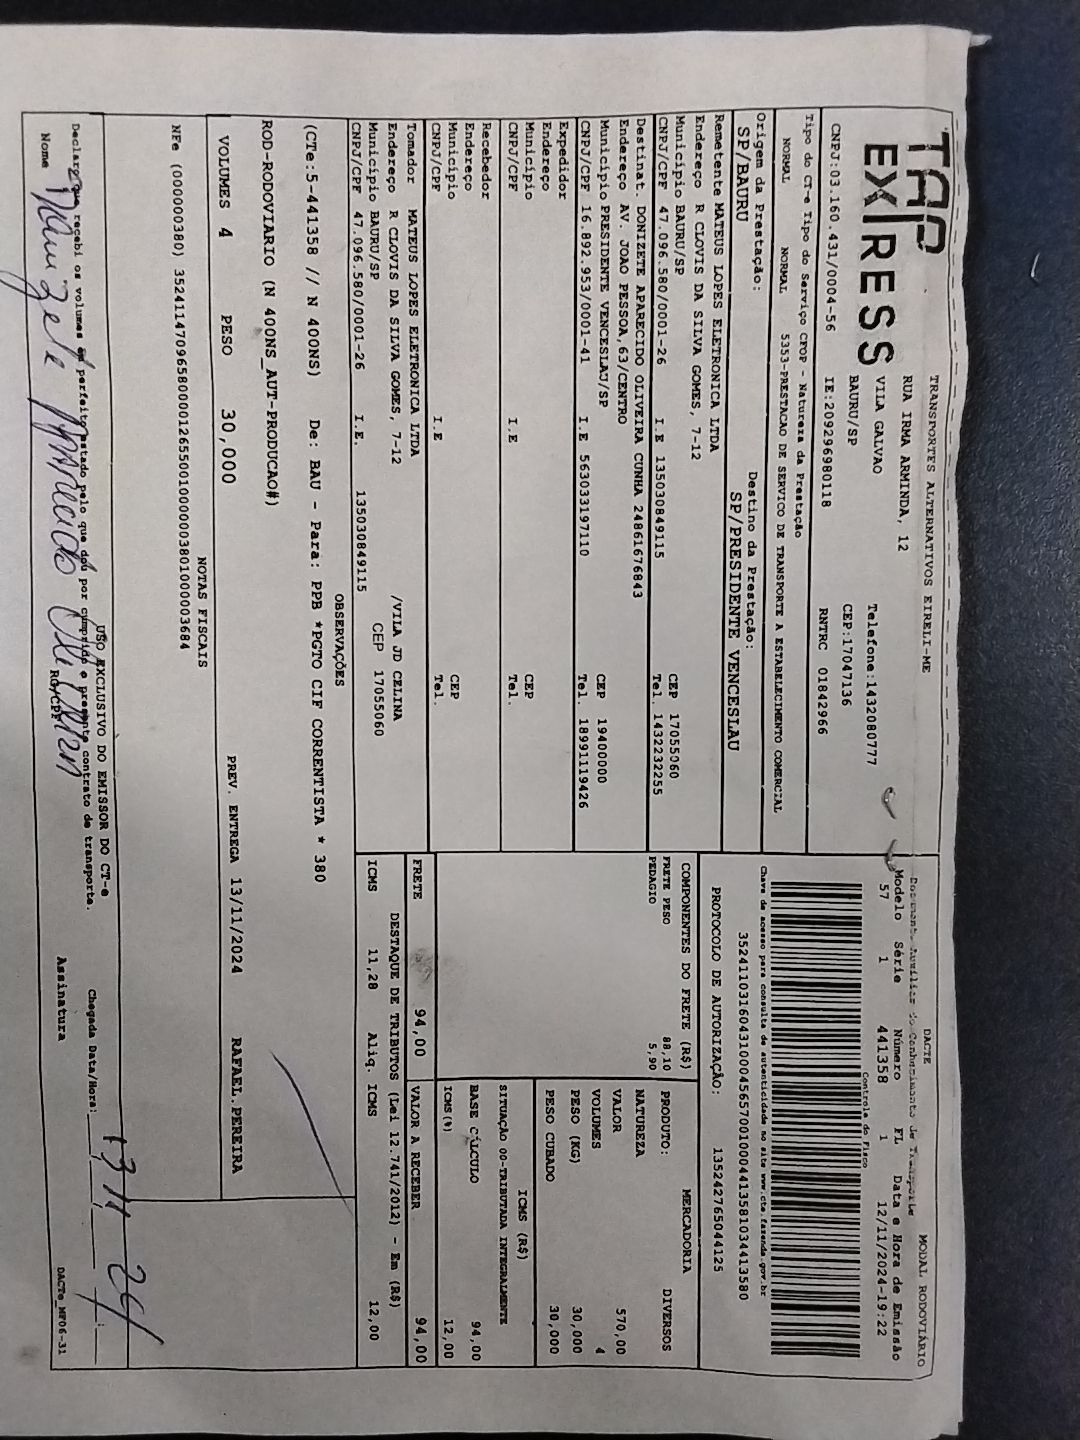 TAP
EXPRESS
TRANSPORTES ALTERNATIVOS EIRELI-ME
RUA IRMA ARMINDA, 12
VILA GALVAO Telefone:1432080777
BAURU/SP CEP:17047136
CNPJ:03.160.431/0004-56 IE:209296980118 RNTRC 01842966
DACTE MODAL RODOVIÁRIO
Documento Auxiliar do Conhecimento de Transporte
Modelo Série Número FL Data e Hora de Emissão
57 1 441358 1 12/11/2024-19:22
Controle do Fisco
Chave de acesso para consulta de autenticidade no site www.cte.fazenda.gov.br
35241103160431000456570010004413581034413580
PROTOCOLO DE AUTORIZAÇÃO: 135242765044125
Tipo do CT-e Tipo do Serviço CFOP - Natureza da Prestação
NORMAL NORMAL 5353-PRESTACAO DE SERVICO DE TRANSPORTE A ESTABELECIMENTO COMERCIAL
Origem da Prestação: Destino da Prestação:
SP/BAURU SP/PRESIDENTE VENCESLAU
Remetente MATEUS LOPES ELETRONICA LTDA
Endereço R CLOVIS DA SILVA GOMES, 7-12
Município BAURU/SP CEP 17055060
CNPJ/CPF 47.096.580/0001-26 I.E 135030849115 Tel. 1432232255
Destinat. DONIZETE APARECIDO OLIVEIRA CUNHA 24861676843
Endereço AV. JOAO PESSOA,63/CENTRO
Município PRESIDENTE VENCESLAU/SP CEP 19400000
CNPJ/CPF 16.892.953/0001-41 I.E 563033197110 Tel. 18991119426
Expedidor
Endereço
Município CEP
CNPJ/CPF I.E Tel.
Recebedor
Endereço
Município CEP
CNPJ/CPF I.E Tel.
Tomador MATEUS LOPES ELETRONICA LTDA
Endereço R CLOVIS DA SILVA GOMES, 7-12 /VILA JD CELINA
Município BAURU/SP CEP 17055060
CNPJ/CPF 47.096.580/0001-26 I.E. 135030849115
COMPONENTES DO FRETE (R$)
FRETE PESO 88,10
PEDAGIO 5,90
MERCADORIA
PRODUTO: DIVERSOS
NATUREZA
VALOR 570,00
VOLUMES 4
PESO (KG) 30,000
PESO CUBADO 30,000
ICMS (R$)
SITUAÇÃO 00-TRIBUTADA INTEGRALMENTE
BASE CÁLCULO 94,00
ICMS(%) 12,00
FRETE 94,00 VALOR A RECEBER 94,00
DESTAQUE DE TRIBUTOS (Lei 12.741/2012) - Em (R$)
ICMS 11,28 Aliq. ICMS 12,00
OBSERVAÇÕES
(CTe:5-441358 // N 400NS) De: BAU - Para: PPB *PGTO CIF CORRENTISTA * 380
ROD-RODOVIARIO (N 400NS_AUT-PRODUCAO#)
VOLUMES 4 PESO 30,000 PREV. ENTREGA 13/11/2024 RAFAEL.PEREIRA
NOTAS FISCAIS
NFe (000000380) 35241147096580000126550010000003801000003684
USO EXCLUSIVO DO EMISSOR DO CT-e
Declaro que recebi os volumes em perfeito estado pelo que dou por cumprido o presente contrato de transporte. Chegada Data/Hora: 13 11 24
Nome RG/CPF Assinatura DACTe_MF06-31